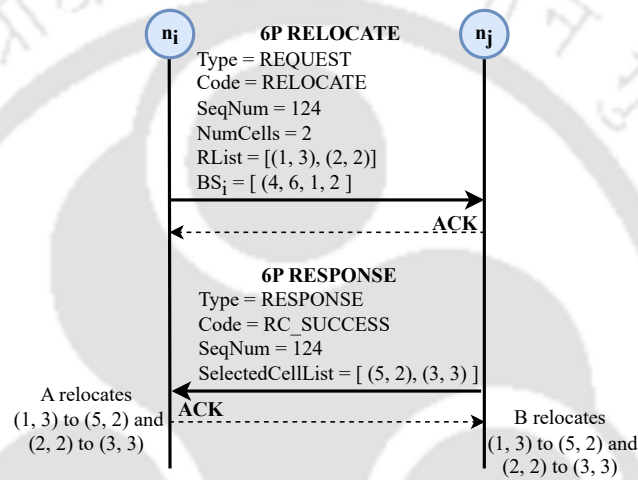 n_i
n_j
6P RELOCATE
Type = REQUEST
Code = RELOCATE
SeqNum = 124
NumCells = 2
RList = [(1, 3), (2, 2)]
BS_i = [ (4, 6, 1, 2 ]
ACK
6P RESPONSE
Type = RESPONSE
Code = RC_SUCCESS
SeqNum = 124
SelectedCellList = [ (5, 2), (3, 3) ]
A relocates
(1, 3) to (5, 2) and
(2, 2) to (3, 3)
ACK
B relocates
(1, 3) to (5, 2) and
(2, 2) to (3, 3)